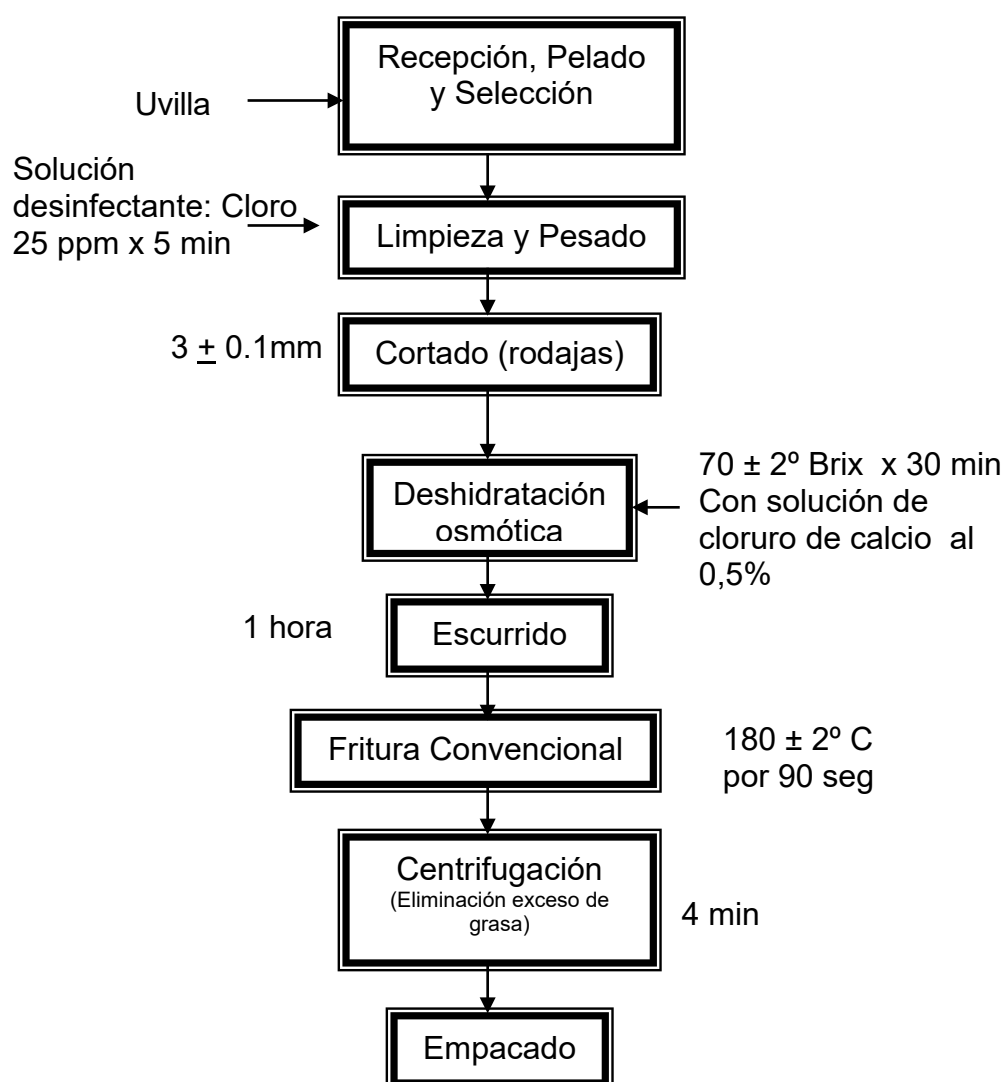 Recepción, Pelado
y Selección
Uvilla
Solución
desinfectante: Cloro
25 ppm x 5 min
Limpieza y Pesado
3 ± 0.1mm
Cortado (rodajas)
Deshidratación
osmótica
70 ± 2º Brix x 30 min
Con solución de
cloruro de calcio al
0,5%
1 hora
Escurrido
Fritura Convencional
180 ± 2º C
por 90 seg
Centrifugación
(Eliminación exceso de
grasa)
4 min
Empacado